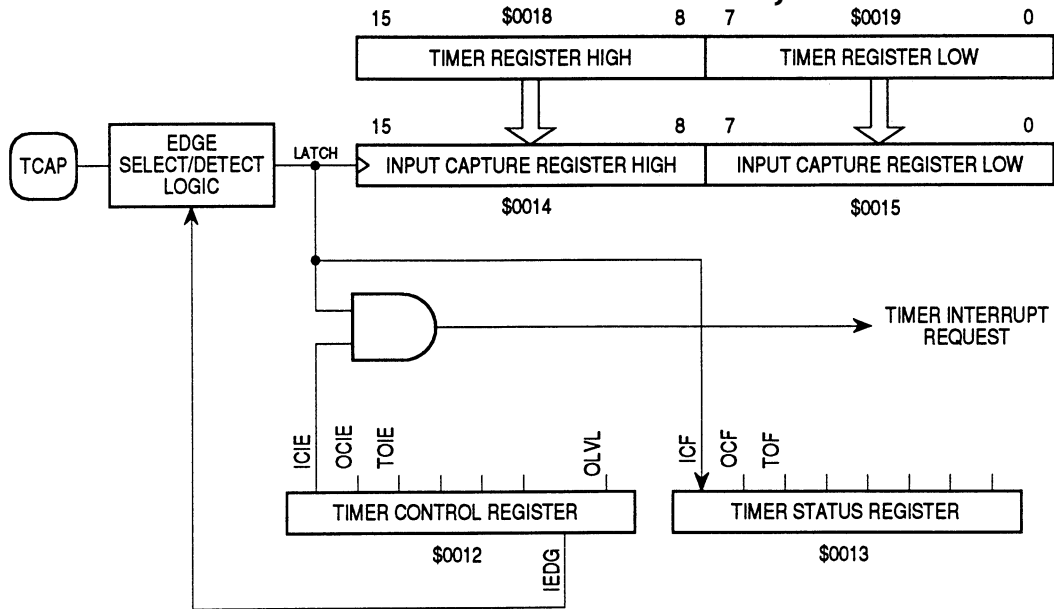 15 $0018 8 7 $0019 0
TIMER REGISTER HIGH TIMER REGISTER LOW
15 8 7 0
TCAP
EDGE
SELECT/DETECT
LOGIC
LATCH
INPUT CAPTURE REGISTER HIGH INPUT CAPTURE REGISTER LOW
$0014 $0015
TIMER INTERRUPT
REQUEST
ICIE
OCIE
TOIE
OLVL
ICF
OCF
TOF
TIMER CONTROL REGISTER
TIMER STATUS REGISTER
$0012
$0013
IEDG